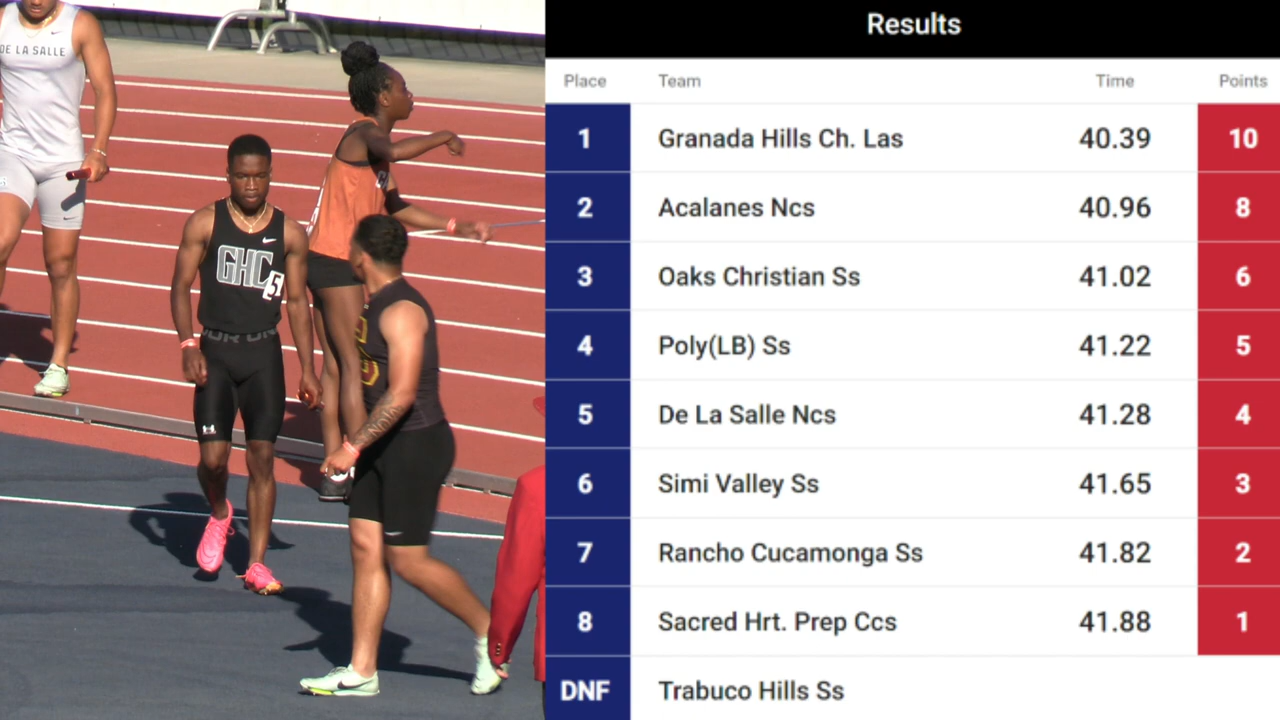 DE LA SALLE
GHC
5
Results
Place Team Time Points
1 Granada Hills Ch. Las 40.39 10
2 Acalanes Ncs 40.96 8
3 Oaks Christian Ss 41.02 6
4 Poly(LB) Ss 41.22 5
5 De La Salle Ncs 41.28 4
6 Simi Valley Ss 41.65 3
7 Rancho Cucamonga Ss 41.82 2
8 Sacred Hrt. Prep Ccs 41.88 1
DNF Trabuco Hills Ss